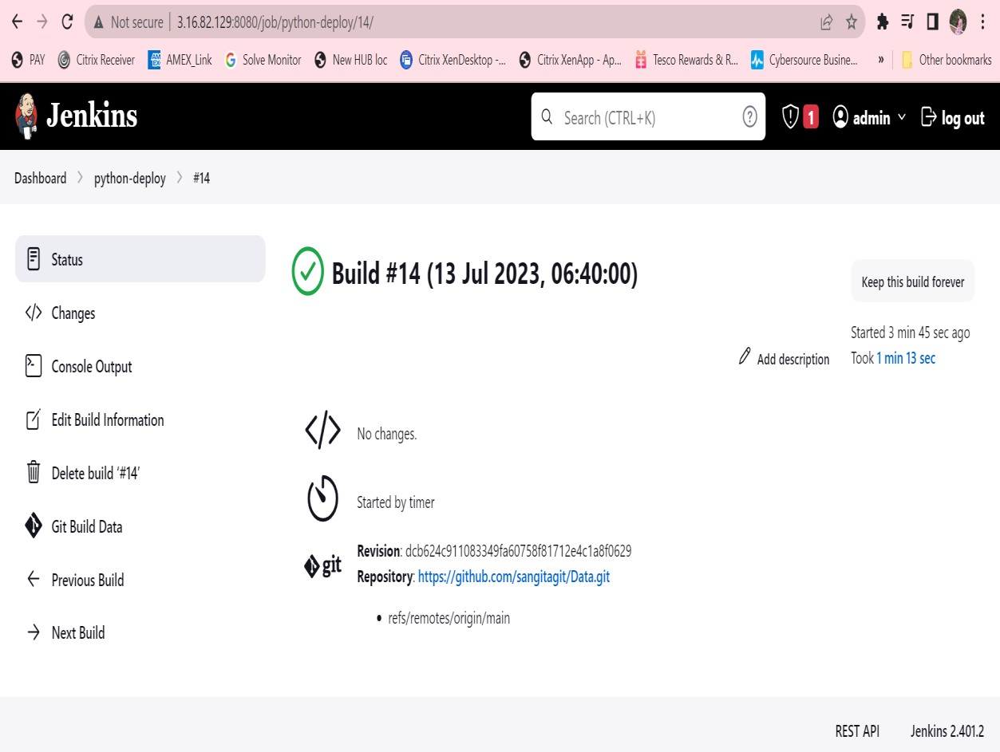 Not secure | 3.16.82.129:8080/job/python-deploy/14/
PAY Citrix Receiver AMEX_Link Solve Monitor New HUB loc Citrix XenDesktop -... Citrix XenApp - Ap... Tesco Rewards & R... Cybersource Busine... » Other bookmarks
Jenkins Search (CTRL+K) ? 1 admin log out
Dashboard python-deploy #14
Status
Changes
Console Output
Edit Build Information
Delete build ‘#14’
Git Build Data
Previous Build
Next Build
Build #14 (13 Jul 2023, 06:40:00)
Keep this build forever
Started 3 min 45 sec ago
Took 1 min 13 sec
Add description
No changes.
Started by timer
git
Revision: dcb624c911083349fa60758f81712e4c1a8f0629
Repository: https://github.com/sangitagit/Data.git
• refs/remotes/origin/main
REST API Jenkins 2.401.2